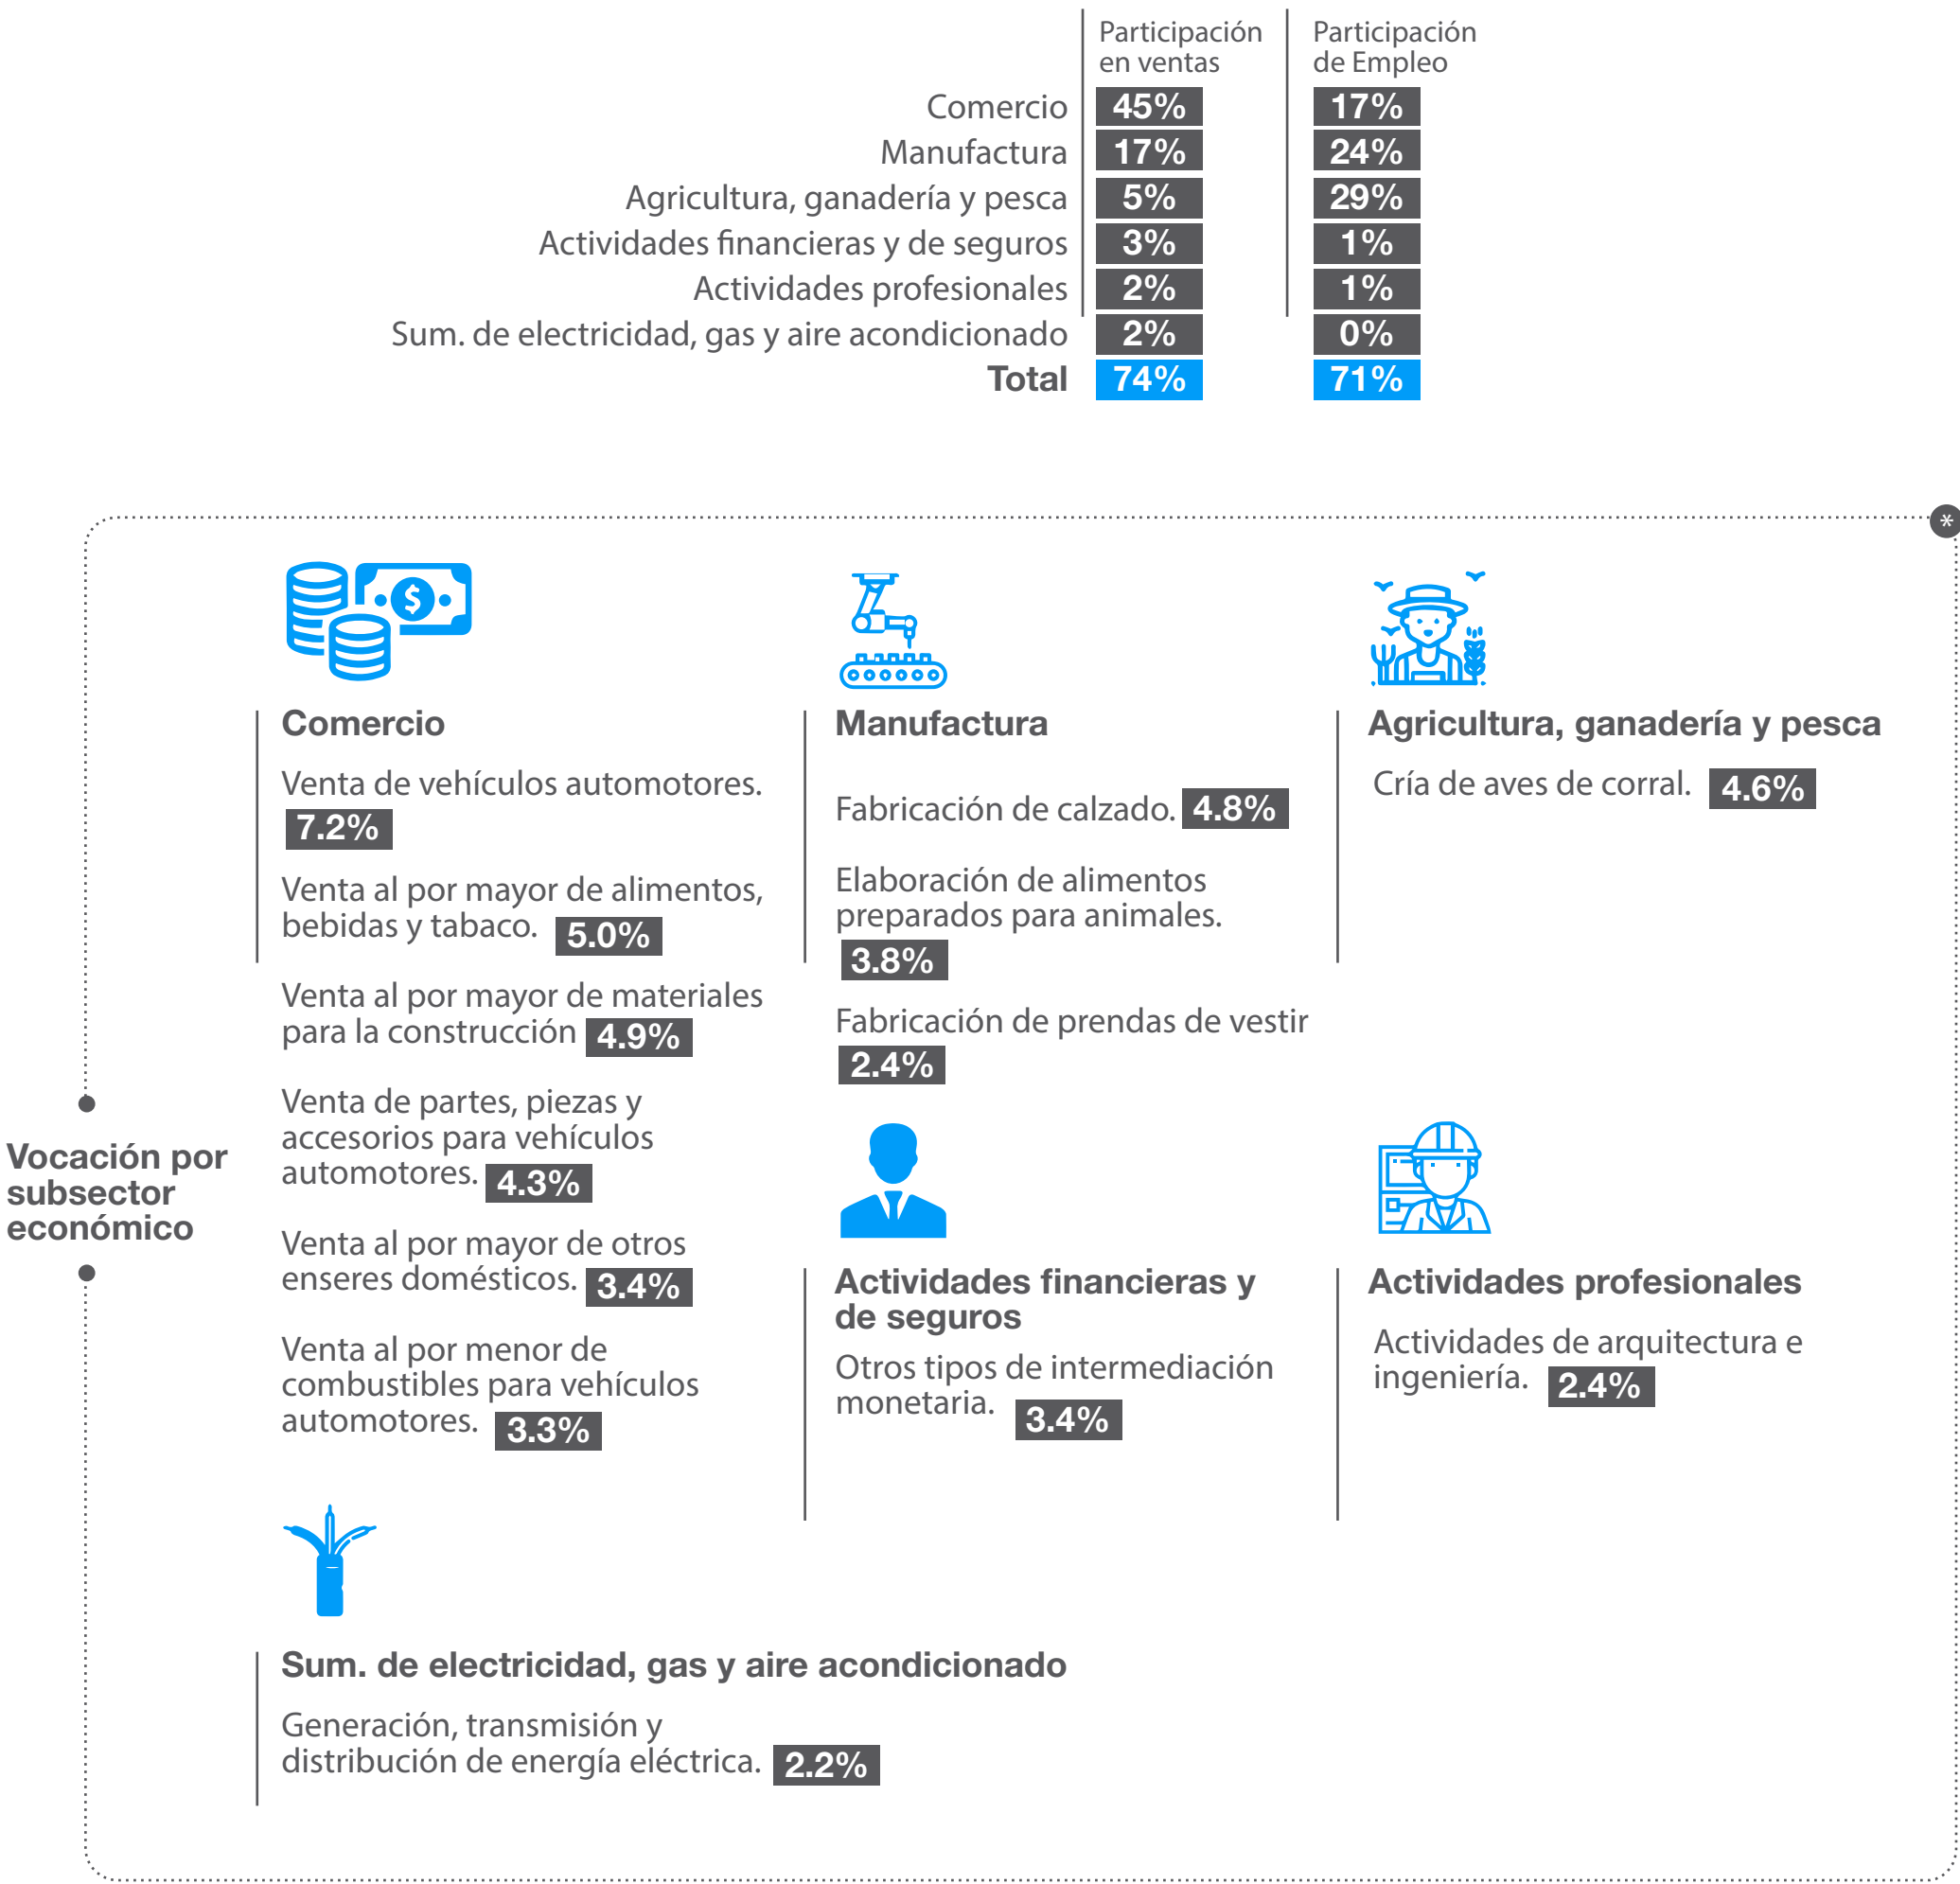 Participación
en ventas
Participación
de Empleo
Comercio 45% 17%
Manufactura 17% 24%
Agricultura, ganadería y pesca 5% 29%
Actividades financieras y de seguros 3% 1%
Actividades profesionales 2% 1%
Sum. de electricidad, gas y aire acondicionado 2% 0%
Total 74% 71%
*
Vocación por
subsector
económico
$
Comercio
Venta de vehículos automotores.
7.2%
Venta al por mayor de alimentos,
bebidas y tabaco. 5.0%
Venta al por mayor de materiales
para la construcción 4.9%
Venta de partes, piezas y
accesorios para vehículos
automotores. 4.3%
Venta al por mayor de otros
enseres domésticos. 3.4%
Venta al por menor de
combustibles para vehículos
automotores. 3.3%
Manufactura
Fabricación de calzado. 4.8%
Elaboración de alimentos
preparados para animales.
3.8%
Fabricación de prendas de vestir
2.4%
Agricultura, ganadería y pesca
Cría de aves de corral. 4.6%
Actividades financieras y
de seguros
Otros tipos de intermediación
monetaria. 3.4%
Actividades profesionales
Actividades de arquitectura e
ingeniería. 2.4%
Sum. de electricidad, gas y aire acondicionado
Generación, transmisión y
distribución de energía eléctrica. 2.2%